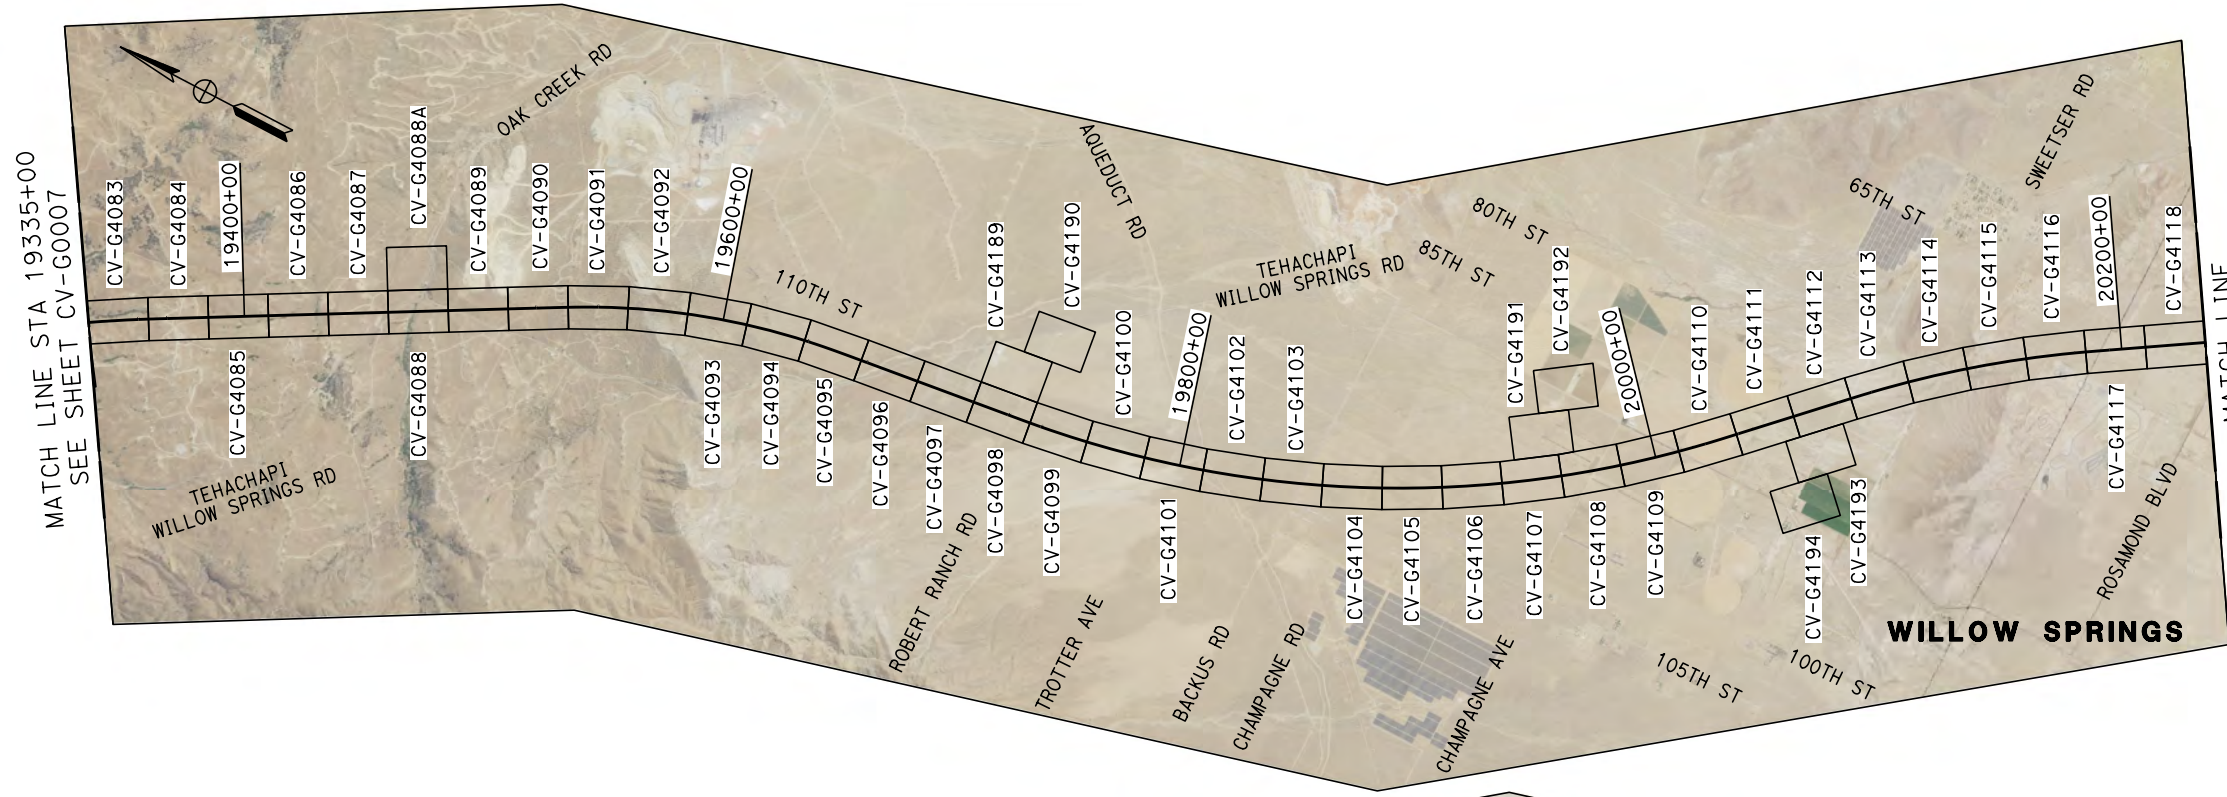 MATCH LINE STA 19335+00
SEE SHEET CV-G0007
CV-G4083
CV-G4084
19400+00
CV-G4086
CV-G4087
CV-G4088A
CV-G4089
CV-G4090
CV-G4091
CV-G4092
19600+00
OAK CREEK RD
110TH ST
CV-G4189
CV-G4190
AQUEDUCT RD
CV-G4100
19800+00
CV-G4102
CV-G4103
TEHACHAPI
WILLOW SPRINGS RD
80TH ST
85TH ST
CV-G4191
CV-G4192
20000+00
CV-G4110
CV-G4111
CV-G4112
CV-G4113
CV-G4114
CV-G4115
CV-G4116
20200+00
CV-G4118
65TH ST
SWEETSER RD
MATCH LINE
CV-G4085
CV-G4088
TEHACHAPI
WILLOW SPRINGS RD
CV-G4093
CV-G4094
CV-G4095
CV-G4096
CV-G4097
CV-G4098
CV-G4099
CV-G4101
CV-G4104
CV-G4105
CV-G4106
CV-G4107
CV-G4108
CV-G4109
CV-G4194
CV-G4193
CV-G4117
ROBERT RANCH RD
TROTTER AVE
BACKUS RD
CHAMPAGNE RD
CHAMPAGNE AVE
105TH ST
100TH ST
ROSAMOND BLVD
WILLOW SPRINGS